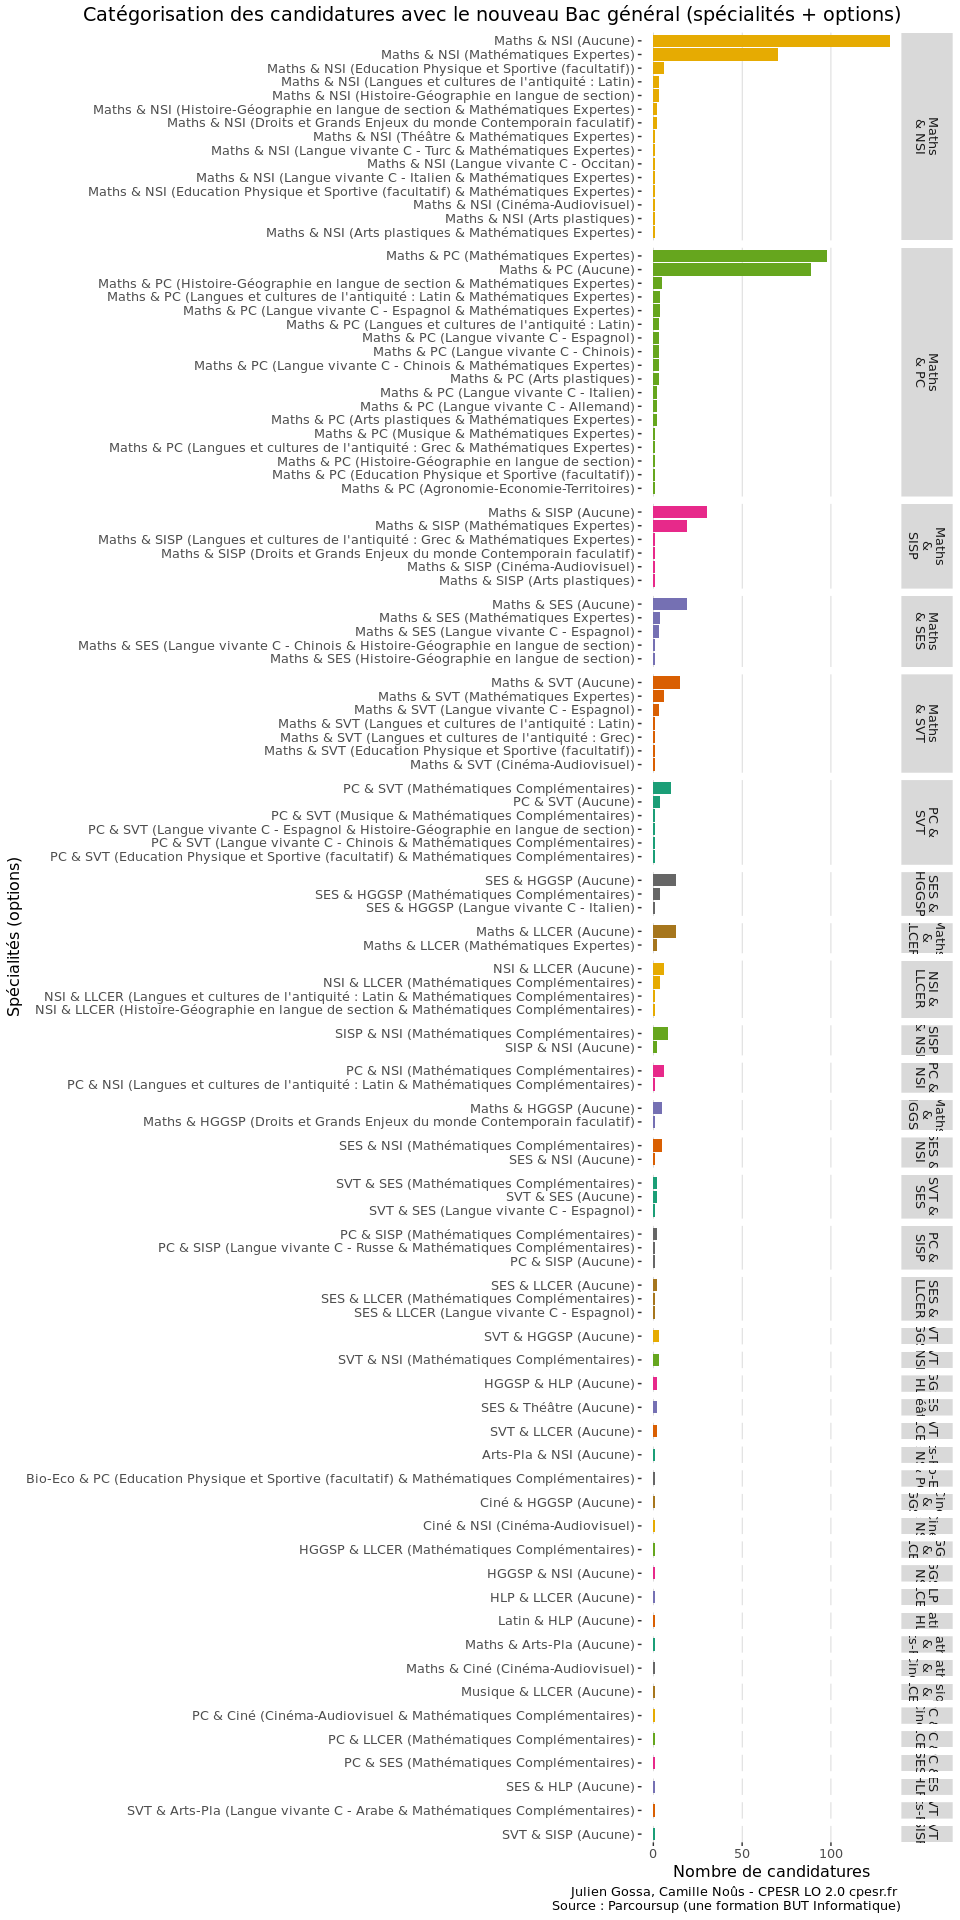 Catégorisation des candidatures avec le nouveau Bac général (spécialités + options)
Maths & NSI (Aucune)
Maths & NSI (Mathématiques Expertes)
Maths & NSI (Education Physique et Sportive (facultatif))
Maths & NSI (Langues et cultures de l'antiquité : Latin)
Maths & NSI (Histoire-Géographie en langue de section)
Maths & NSI (Histoire-Géographie en langue de section & Mathématiques Expertes)
Maths & NSI (Droits et Grands Enjeux du monde Contemporain faculatif)
Maths & NSI (Théâtre & Mathématiques Expertes)
Maths & NSI (Langue vivante C - Turc & Mathématiques Expertes)
Maths & NSI (Langue vivante C - Occitan)
Maths & NSI (Langue vivante C - Italien & Mathématiques Expertes)
Maths & NSI (Education Physique et Sportive (facultatif) & Mathématiques Expertes)
Maths & NSI (Cinéma-Audiovisuel)
Maths & NSI (Arts plastiques)
Maths & NSI (Arts plastiques & Mathématiques Expertes)
Maths
& NSI
Maths & PC (Mathématiques Expertes)
Maths & PC (Aucune)
Maths & PC (Histoire-Géographie en langue de section & Mathématiques Expertes)
Maths & PC (Langues et cultures de l'antiquité : Latin & Mathématiques Expertes)
Maths & PC (Langue vivante C - Espagnol & Mathématiques Expertes)
Maths & PC (Langues et cultures de l'antiquité : Latin)
Maths & PC (Langue vivante C - Espagnol)
Maths & PC (Langue vivante C - Chinois)
Maths & PC (Langue vivante C - Chinois & Mathématiques Expertes)
Maths & PC (Arts plastiques)
Maths & PC (Langue vivante C - Italien)
Maths & PC (Langue vivante C - Allemand)
Maths & PC (Arts plastiques & Mathématiques Expertes)
Maths & PC (Musique & Mathématiques Expertes)
Maths & PC (Langues et cultures de l'antiquité : Grec & Mathématiques Expertes)
Maths & PC (Histoire-Géographie en langue de section)
Maths & PC (Education Physique et Sportive (facultatif))
Maths & PC (Agronomie-Economie-Territoires)
Maths
& PC
Maths & SISP (Aucune)
Maths & SISP (Mathématiques Expertes)
Maths & SISP (Langues et cultures de l'antiquité : Grec & Mathématiques Expertes)
Maths & SISP (Droits et Grands Enjeux du monde Contemporain faculatif)
Maths & SISP (Cinéma-Audiovisuel)
Maths & SISP (Arts plastiques)
Maths
&
SISP
Maths & SES (Aucune)
Maths & SES (Mathématiques Expertes)
Maths & SES (Langue vivante C - Espagnol)
Maths & SES (Langue vivante C - Chinois & Histoire-Géographie en langue de section)
Maths & SES (Histoire-Géographie en langue de section)
Maths
& SES
Maths & SVT (Aucune)
Maths & SVT (Mathématiques Expertes)
Maths & SVT (Langue vivante C - Espagnol)
Maths & SVT (Langues et cultures de l'antiquité : Latin)
Maths & SVT (Langues et cultures de l'antiquité : Grec)
Maths & SVT (Education Physique et Sportive (facultatif))
Maths & SVT (Cinéma-Audiovisuel)
Maths
& SVT
PC & SVT (Mathématiques Complémentaires)
PC & SVT (Aucune)
PC & SVT (Musique & Mathématiques Complémentaires)
PC & SVT (Langue vivante C - Espagnol & Histoire-Géographie en langue de section)
PC & SVT (Langue vivante C - Chinois & Mathématiques Complémentaires)
PC & SVT (Education Physique et Sportive (facultatif) & Mathématiques Complémentaires)
PC &
SVT
SES & HGGSP (Aucune)
SES & HGGSP (Mathématiques Complémentaires)
SES & HGGSP (Langue vivante C - Italien)
SES &
HGGSP
Maths & LLCER (Aucune)
Maths & LLCER (Mathématiques Expertes)
Maths
&
NSI & LLCER (Aucune)
NSI & LLCER (Mathématiques Complémentaires)
NSI & LLCER (Langues et cultures de l'antiquité : Latin & Mathématiques Complémentaires)
NSI & LLCER (Histoire-Géographie en langue de section & Mathématiques Complémentaires)
NSI &
LLCER
SISP & NSI (Mathématiques Complémentaires)
SISP & NSI (Aucune)
SISP
& NSI
PC & NSI (Mathématiques Complémentaires)
PC & NSI (Langues et cultures de l'antiquité : Latin & Mathématiques Complémentaires)
PC &
NSI
Maths & HGGSP (Aucune)
Maths & HGGSP (Droits et Grands Enjeux du monde Contemporain faculatif)
Maths
&
SES & NSI (Mathématiques Complémentaires)
SES & NSI (Aucune)
SES &
NSI
SVT & SES (Mathématiques Complémentaires)
SVT & SES (Aucune)
SVT & SES (Langue vivante C - Espagnol)
SVT &
SES
PC & SISP (Mathématiques Complémentaires)
PC & SISP (Langue vivante C - Russe & Mathématiques Complémentaires)
PC & SISP (Aucune)
PC &
SISP
SES & LLCER (Aucune)
SES & LLCER (Mathématiques Complémentaires)
SES & LLCER (Langue vivante C - Espagnol)
SES &
LLCER
SVT & HGGSP (Aucune)
SVT & NSI (Mathématiques Complémentaires)
HGGSP & HLP (Aucune)
SES & Théâtre (Aucune)
SVT & LLCER (Aucune)
Arts-Pla & NSI (Aucune)
Bio-Eco & PC (Education Physique et Sportive (facultatif) & Mathématiques Complémentaires)
Ciné & HGGSP (Aucune)
Ciné & NSI (Cinéma-Audiovisuel)
HGGSP & LLCER (Mathématiques Complémentaires)
HGGSP & NSI (Aucune)
HLP & LLCER (Aucune)
Latin & HLP (Aucune)
Maths & Arts-Pla (Aucune)
Maths & Ciné (Cinéma-Audiovisuel)
Musique & LLCER (Aucune)
PC & Ciné (Cinéma-Audiovisuel & Mathématiques Complémentaires)
PC & LLCER (Mathématiques Complémentaires)
PC & SES (Mathématiques Complémentaires)
SES & HLP (Aucune)
SVT & Arts-Pla (Langue vivante C - Arabe & Mathématiques Complémentaires)
SVT & SISP (Aucune)
Spécialités (options)
0 50 100
Nombre de candidatures
Julien Gossa, Camille Noûs - CPESR LO 2.0 cpesr.fr
Source : Parcoursup (une formation BUT Informatique)